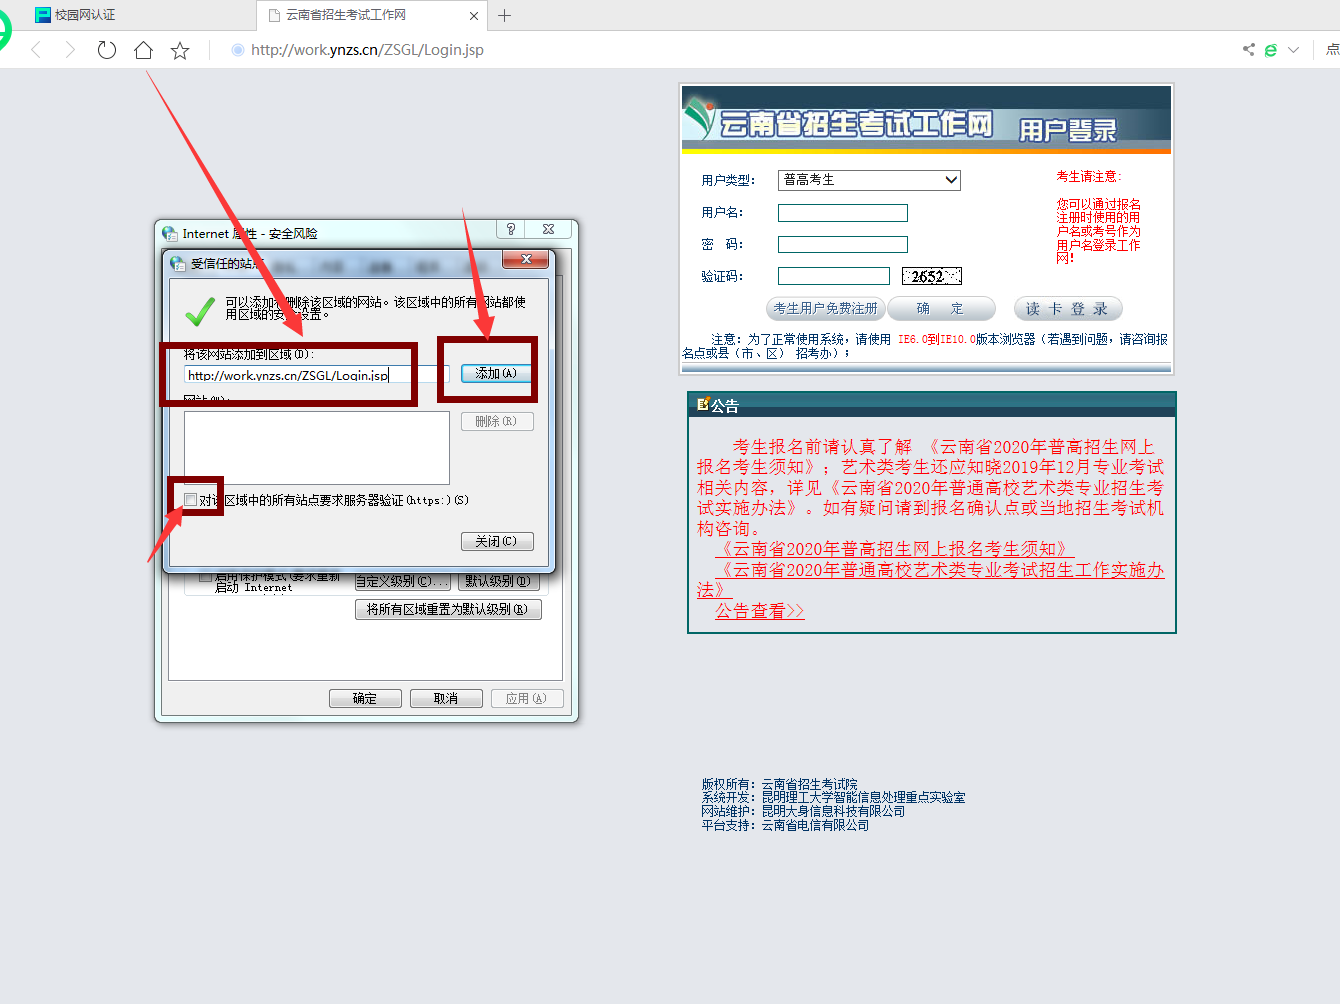 校园网认证
云南省招生考试工作网
http://work.ynzs.cn/ZSGL/Login.jsp
点
云南省招生考试工作网 用户登录
用户类型： 普高考生
用户名：
密 码：
验证码： 2652
考生用户免费注册 确 定 读 卡 登 录
考生请注意：
您可以通过报名
注册时使用的用
户名或考号作为
用户名登录工作
网！
注意：为了正常使用系统，请使用 IE6.0到IE10.0版本浏览器（若遇到问题，请咨询报
名点或县（市、区） 招考办）；
公告
考生报名前请认真了解 《云南省2020年普高招生网上
报名考生须知》；艺术类考生还应知晓2019年12月专业考试
相关内容，详见《云南省2020年普通高校艺术类专业招生考
试实施办法》。如有疑问请到报名确认点或当地招生考试机
构咨询。
《云南省2020年普高招生网上报名考生须知》
《云南省2020年普通高校艺术类专业考试招生工作实施办
法》
公告查看>>
Internet 属性 - 安全风险
受信任的站点
可以添加和删除该区域的网站。该区域中的所有网站都使
用区域的安全设置。
将该网站添加到区域(D):
http://work.ynzs.cn/ZSGL/Login.jsp
添加(A)
网站(W):
删除(R)
对该区域中的所有站点要求服务器验证(https:)(S)
关闭(C)
启用保护模式(要求重新
启动 Internet
自定义级别(C)... 默认级别(D)
将所有区域重置为默认级别(R)
确定 取消 应用(A)
版权所有：云南省招生考试院
系统开发：昆明理工大学智能信息处理重点实验室
网站维护：昆明大身信息科技有限公司
平台支持：云南省电信有限公司